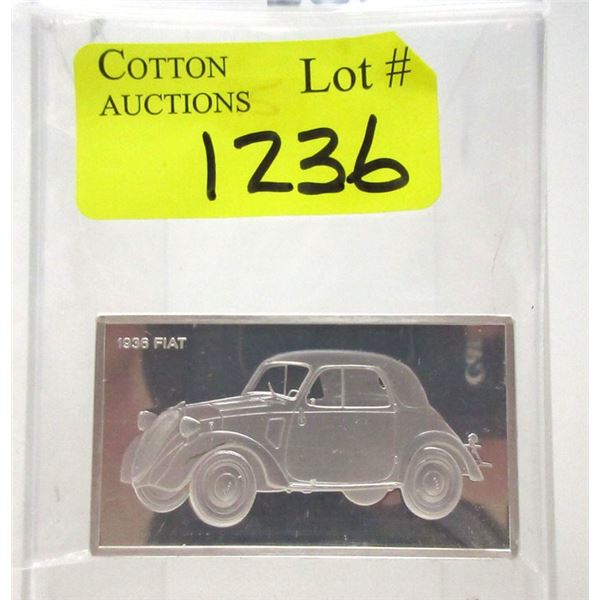 COTTON
AUCTIONS
Lot #
1236
1936 FIAT